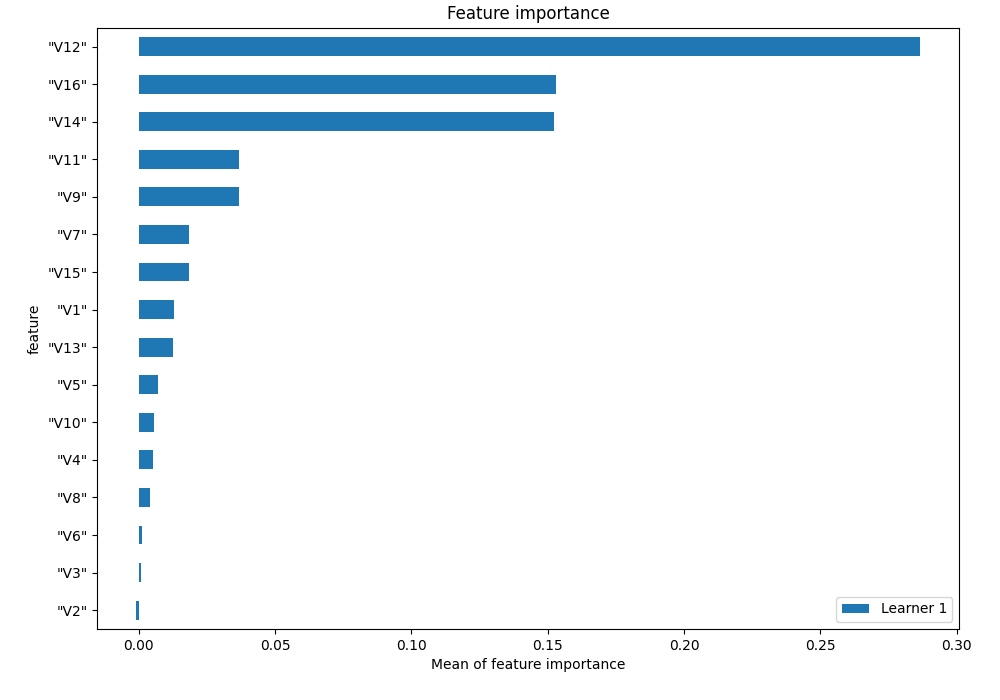 Feature importance
"V12"
"V16"
"V14"
"V11"
"V9"
"V7"
"V15"
"V1"
"V13"
"V5"
"V10"
"V4"
"V8"
"V6"
"V3"
"V2"
feature
Learner 1
0.00 0.05 0.10 0.15 0.20 0.25 0.30
Mean of feature importance